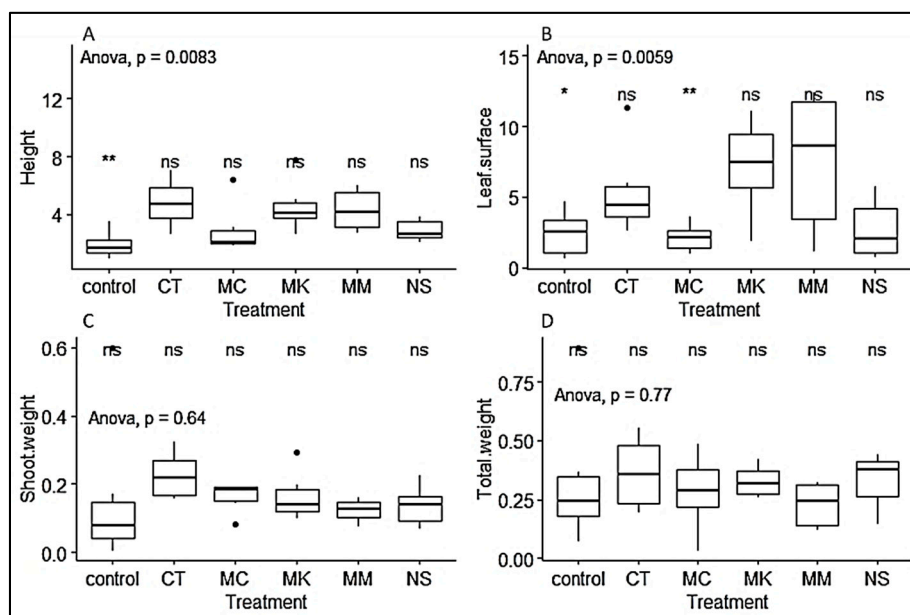 A
Anova, p = 0.0083
12
8
4
Height
** ns ns ns ns ns
control CT MC MK MM NS
Treatment
B
Anova, p = 0.0059
15
10
5
0
Leaf.surface
* ns ** ns ns ns
control CT MC MK MM NS
Treatment
C
0.6
0.4
0.2
0.0
Shoot.weight
ns ns ns ns ns ns
Anova, p = 0.64
control CT MC MK MM NS
Treatment
D
0.75
0.50
0.25
0.00
Total.weight
ns ns ns ns ns ns
Anova, p = 0.77
control CT MC MK MM NS
Treatment